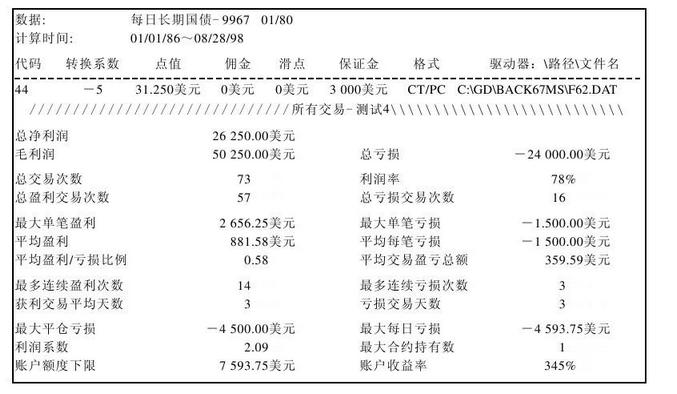 数据: 每日长期国债-9967 01/80
计算时间: 01/01/86～08/28/98
代码 转换系数 点值 佣金 滑点 保证金 格式 驱动器：\路径\文件名
44 －5 31.250美元 0美元 0美元 3 000美元 CT/PC C:\GD\BACK67MS\F62.DAT
//////////////////////////////所有交易-测试4\\\\\\\\\\\\\\\\\\\\\\\\\\\
总净利润 26 250.00美元
毛利润 50 250.00美元 总亏损 －24 000.00美元
总交易次数 73 利润率 78%
总盈利交易次数 57 总亏损交易次数 16
最大单笔盈利 2 656.25美元 最大单笔亏损 －1.500.00美元
平均盈利 881.58美元 平均每笔亏损 －1 500.00美元
平均盈利/亏损比例 0.58 平均交易盈亏总额 359.59美元
最多连续盈利次数 14 最多连续亏损次数 3
获利交易平均天数 3 亏损交易天数 3
最大平仓亏损 －4 500.00美元 最大每日亏损 －4 593.75美元
利润系数 2.09 最大合约持有数 1
账户额度下限 7 593.75美元 账户收益率 345%